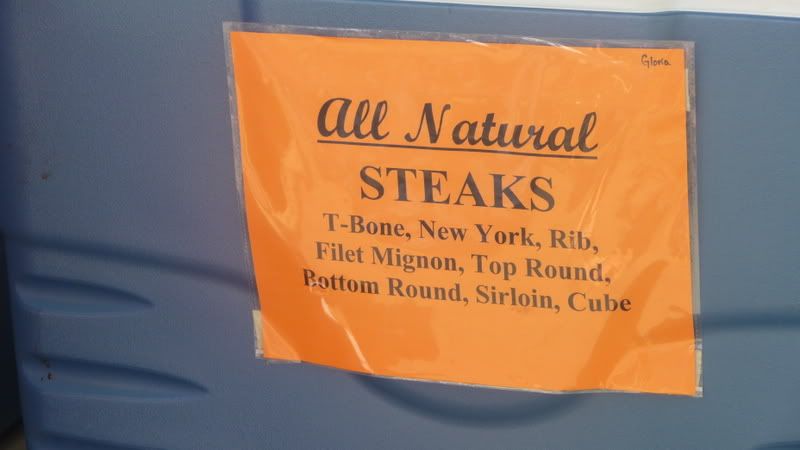 Gloria
All Natural
STEAKS
T-Bone, New York, Rib,
Filet Mignon, Top Round,
Bottom Round, Sirloin, Cube